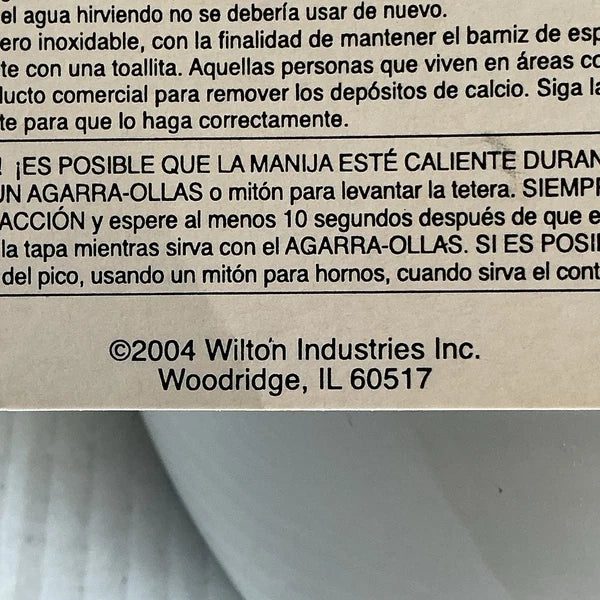 el agua hirviendo no se debería usar de nuevo.
ero inoxidable, con la finalidad de mantener el barniz de esp
te con una toallita. Aquellas personas que viven en áreas co
lucto comercial para remover los depósitos de calcio. Siga la
te para que lo haga correctamente.
! ¡ES POSIBLE QUE LA MANIJA ESTÉ CALIENTE DURAN
UN AGARRA-OLLAS o mitón para levantar la tetera. SIEMPR
ACCIÓN y espere al menos 10 segundos después de que e
la tapa mientras sirva con el AGARRA-OLLAS. SI ES POSI
del pico, usando un mitón para hornos, cuando sirva el cont
©2004 Wilton Industries Inc.
Woodridge, IL 60517